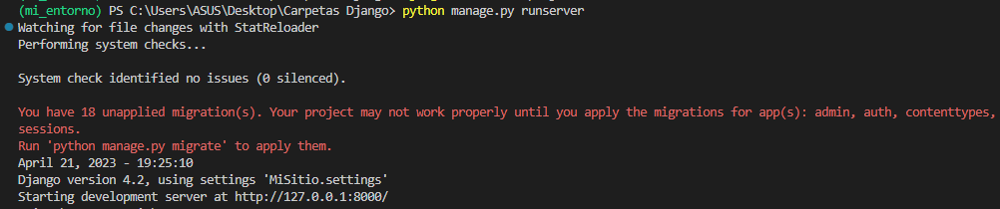 (mi_entorno) PS C:\Users\ASUS\Desktop\Carpetas Django> python manage.py runserver
Watching for file changes with StatReloader
Performing system checks...
System check identified no issues (0 silenced).
You have 18 unapplied migration(s). Your project may not work properly until you apply the migrations for app(s): admin, auth, contenttypes,
sessions.
Run 'python manage.py migrate' to apply them.
April 21, 2023 - 19:25:10
Django version 4.2, using settings 'MiSitio.settings'
Starting development server at http://127.0.0.1:8000/